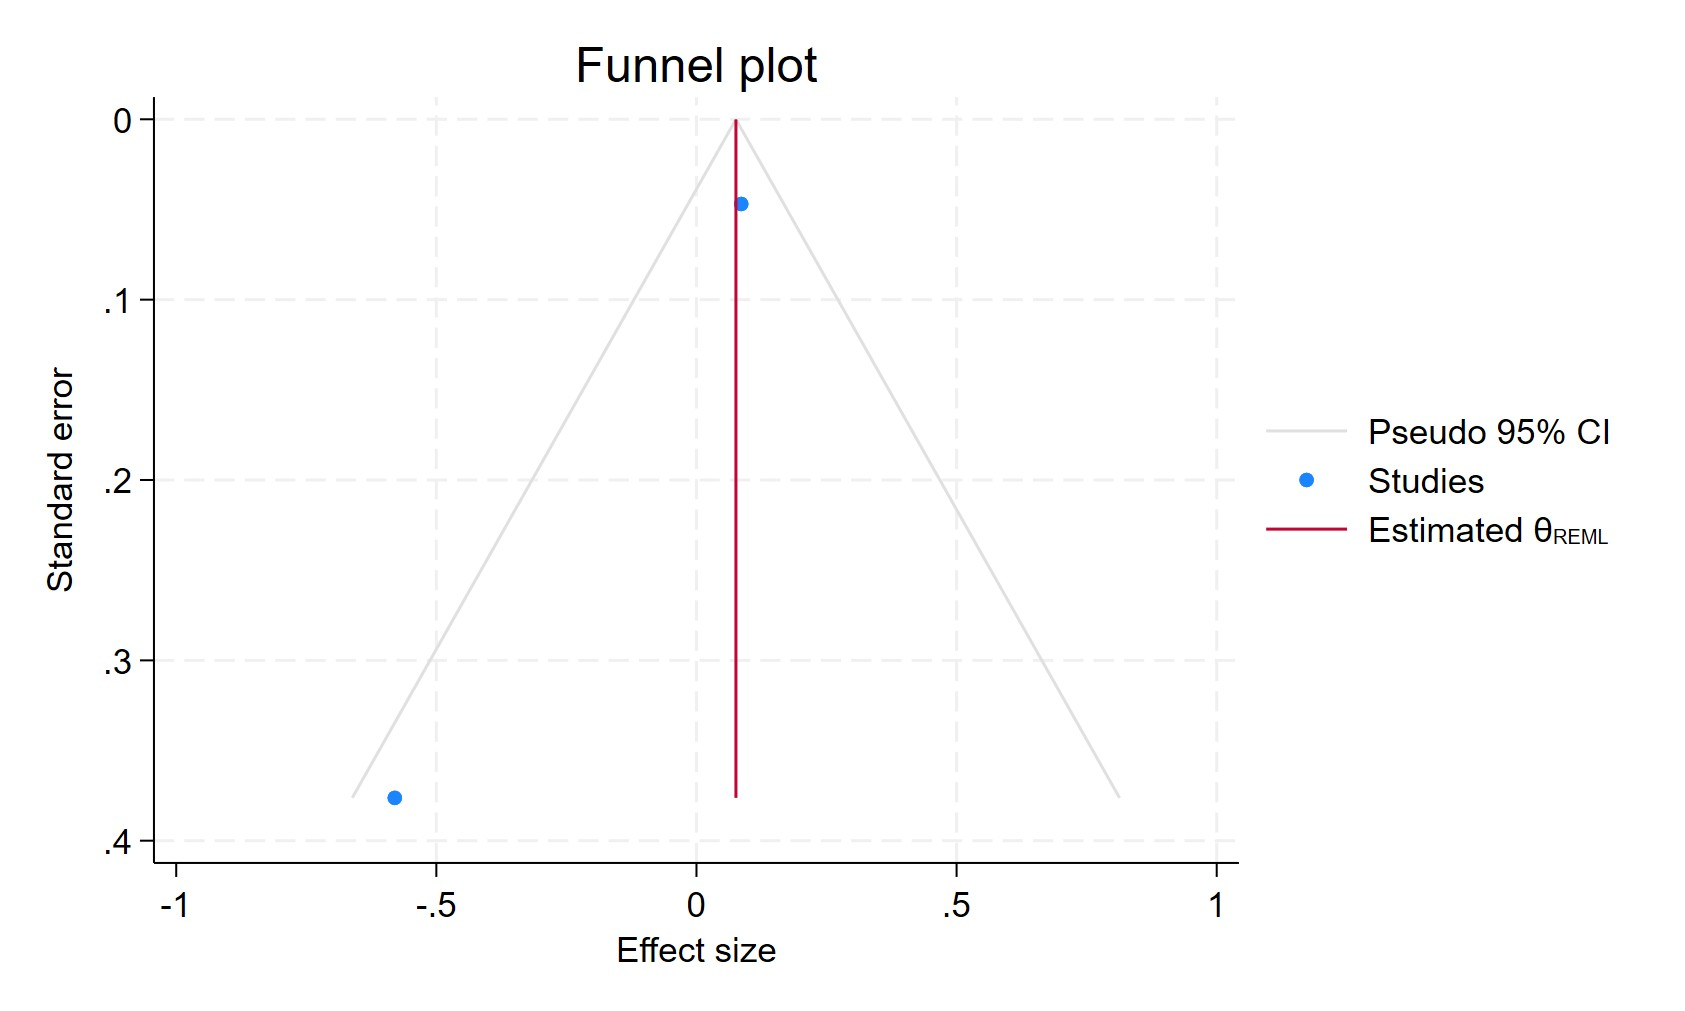 Funnel plot
0
.1
.2
.3
.4
Standard error
-1 -.5 0 .5 1
Effect size
Pseudo 95% CI
Studies
Estimated θREML